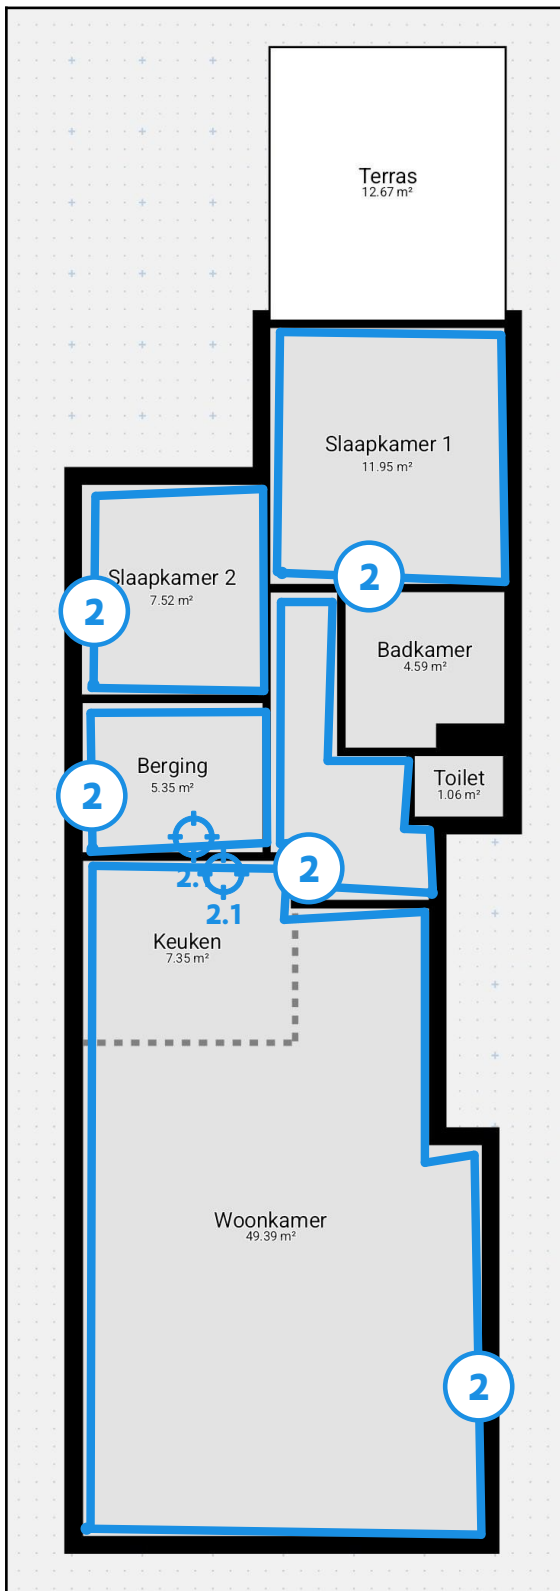 Terras
12.67 m²
Slaapkamer 1
11.95 m²
2
Slaapkamer 2
7.52 m²
2
Badkamer
4.59 m²
Berging
5.35 m²
2
Toilet
1.06 m²
2
2.1
Keuken
7.35 m²
Woonkamer
49.39 m²
2